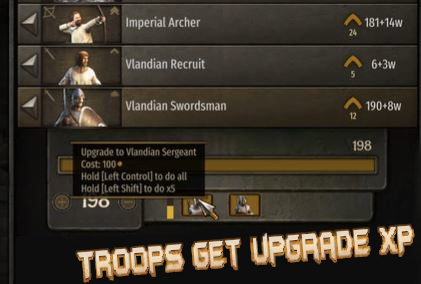 Imperial Archer
24
181+14w
Vlandian Recruit
5
6+3w
Vlandian Swordsman
12
190+8w
198
Upgrade to Vlandian Sergeant
Cost: 100
Hold [Left Control] to do all
Hold [Left Shift] to do x5
198
TROOPS GET UPGRADE XP